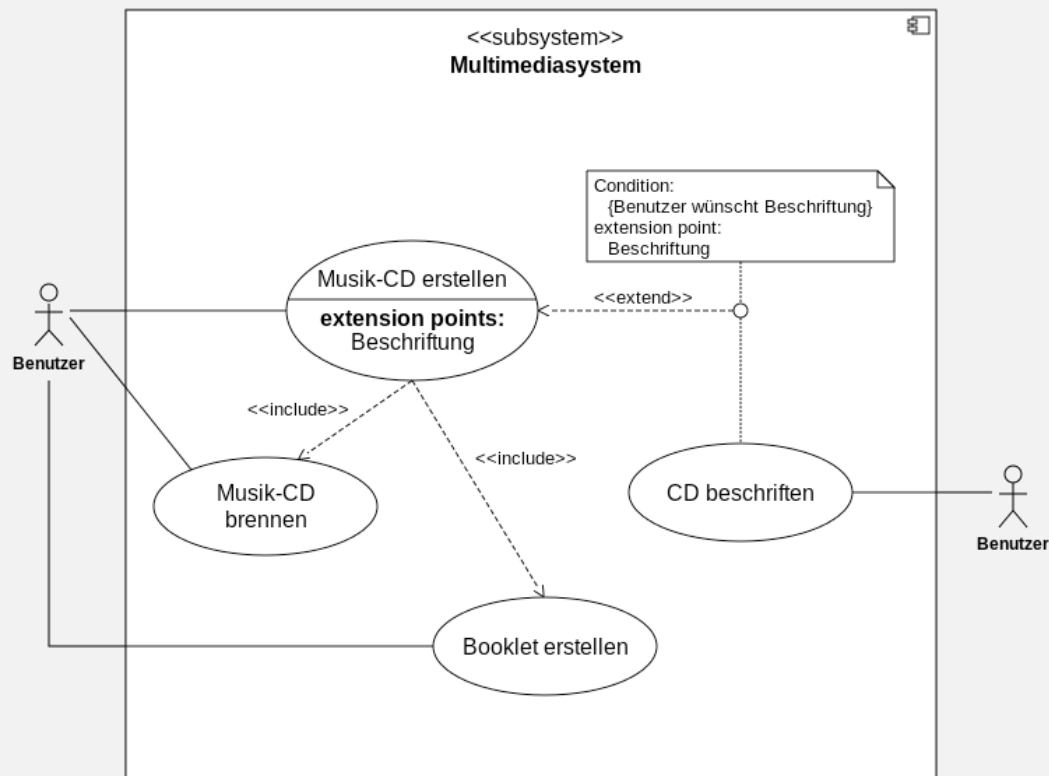 <<subsystem>>
Multimediasystem
Condition:
{Benutzer wünscht Beschriftung}
extension point:
Beschriftung
Musik-CD erstellen
extension points:
Beschriftung
<<extend>>
Benutzer
<<include>>
<<include>>
Musik-CD
brennen
CD beschriften
Benutzer
Booklet erstellen